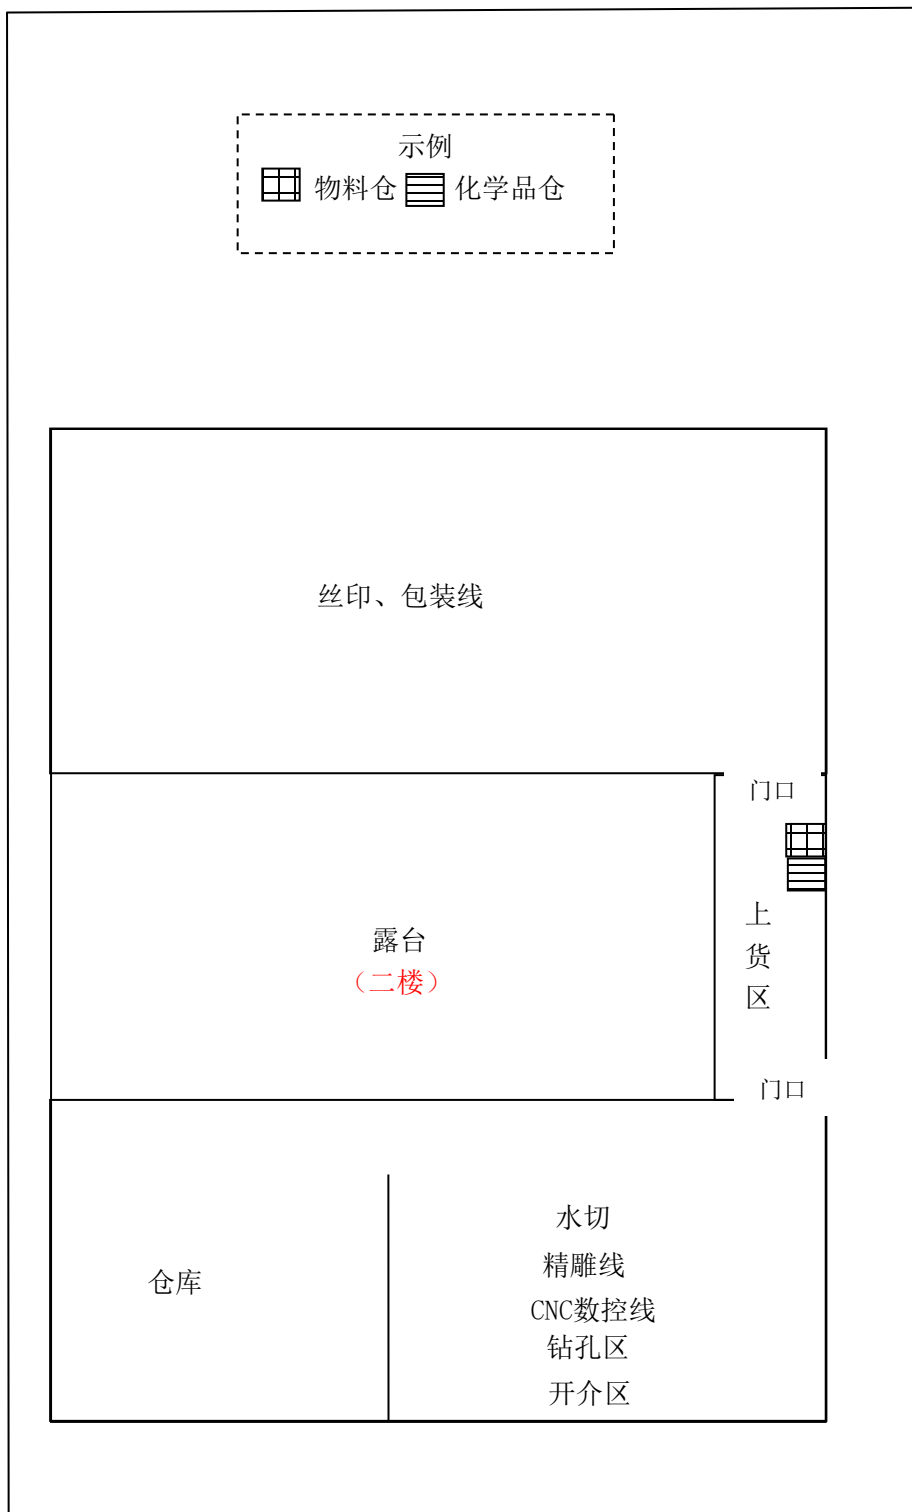 示例
物料仓 化学品仓
丝印、包装线
门口
上
货
区
露台
（二楼）
门口
水切
精雕线
仓库
CNC数控线
钻孔区
开介区